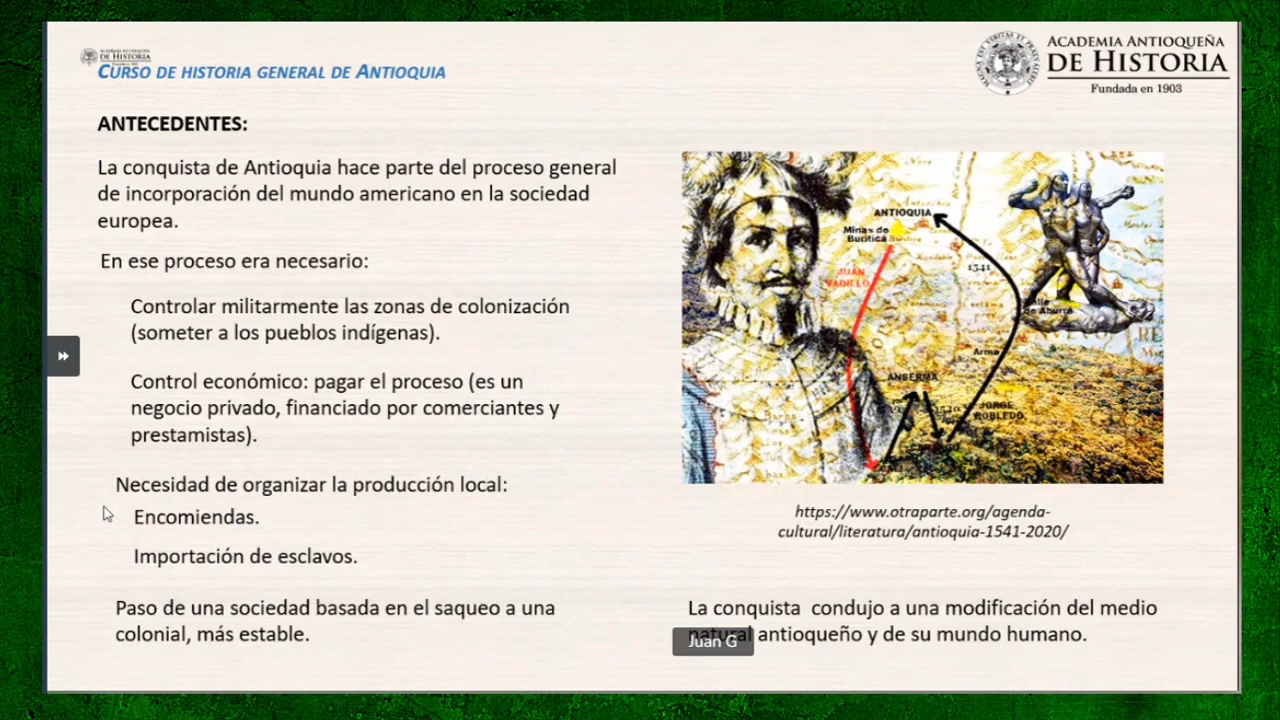 ACADEMIA ANTIOQUEÑA
DE HISTORIA
CURSO DE HISTORIA GENERAL DE ANTIOQUIA
ACADEMIA ANTIOQUEÑA
DE HISTORIA
Fundada en 1903
ANTECEDENTES:
La conquista de Antioquia hace parte del proceso general
de incorporación del mundo americano en la sociedad
europea.
En ese proceso era necesario:
Controlar militarmente las zonas de colonización
(someter a los pueblos indígenas).
Control económico: pagar el proceso (es un
negocio privado, financiado por comerciantes y
prestamistas).
Necesidad de organizar la producción local:
Encomiendas.
Importación de esclavos.
Paso de una sociedad basada en el saqueo a una
colonial, más estable.
ANTIOQUIA
Minas de
Buriticá
JUAN
VADILLO
1541
Valle
de Aburrá
Arma
ANSERMA
JORGE
ROBLEDO
https://www.otraparte.org/agenda-
cultural/literatura/antioquia-1541-2020/
La conquista condujo a una modificación del medio
natural antioqueño y de su mundo humano.
Juan G